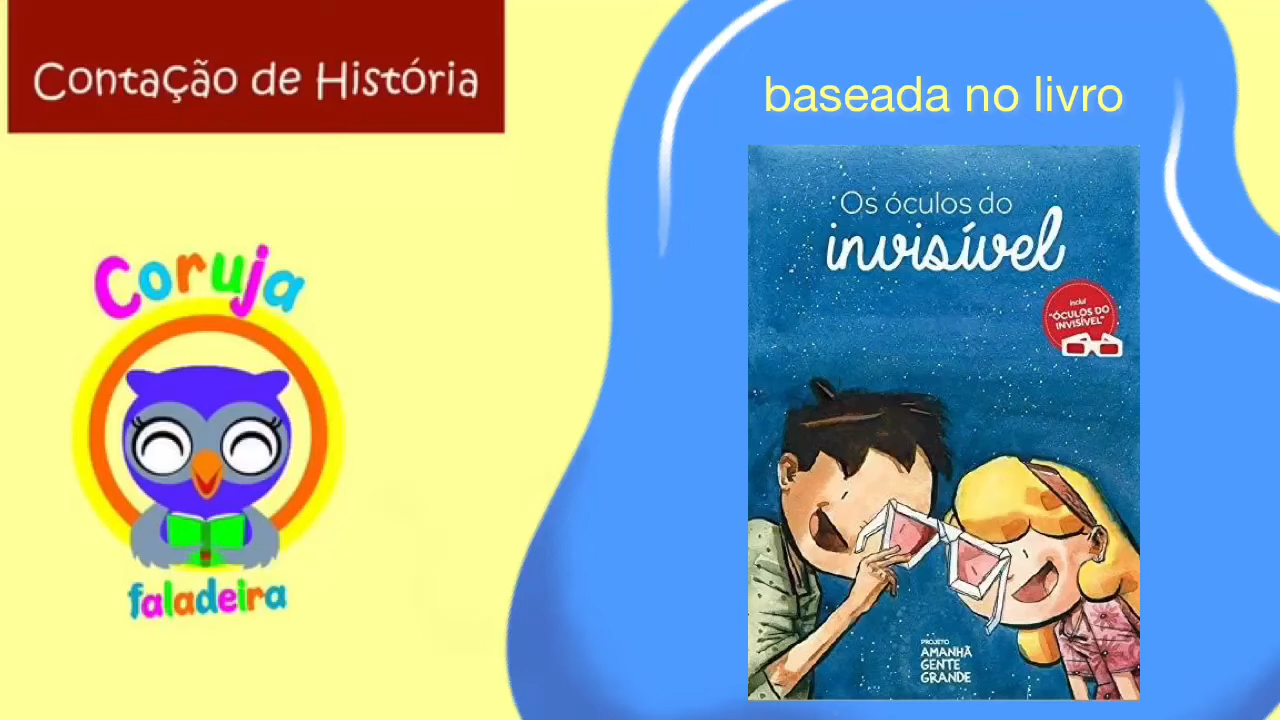 Contação de História
Coruja
faladeira
baseada no livro
Os óculos do
invisível
inclui
"ÓCULOS DO
INVISÍVEL"
PROJETO
AMANHÃ
GENTE
GRANDE